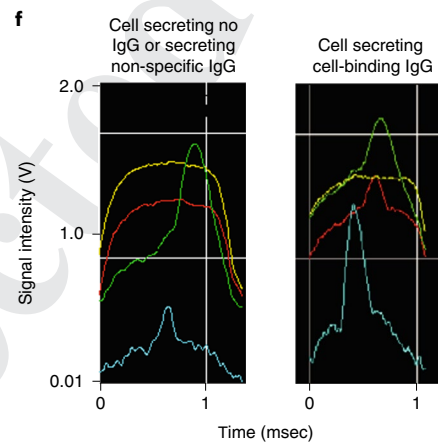 f
Cell secreting no
IgG or secreting
non-specific IgG
Cell secreting
cell-binding IgG
2.0
1.0
0.01
Signal intensity (V)
0
1
0
1
Time (msec)